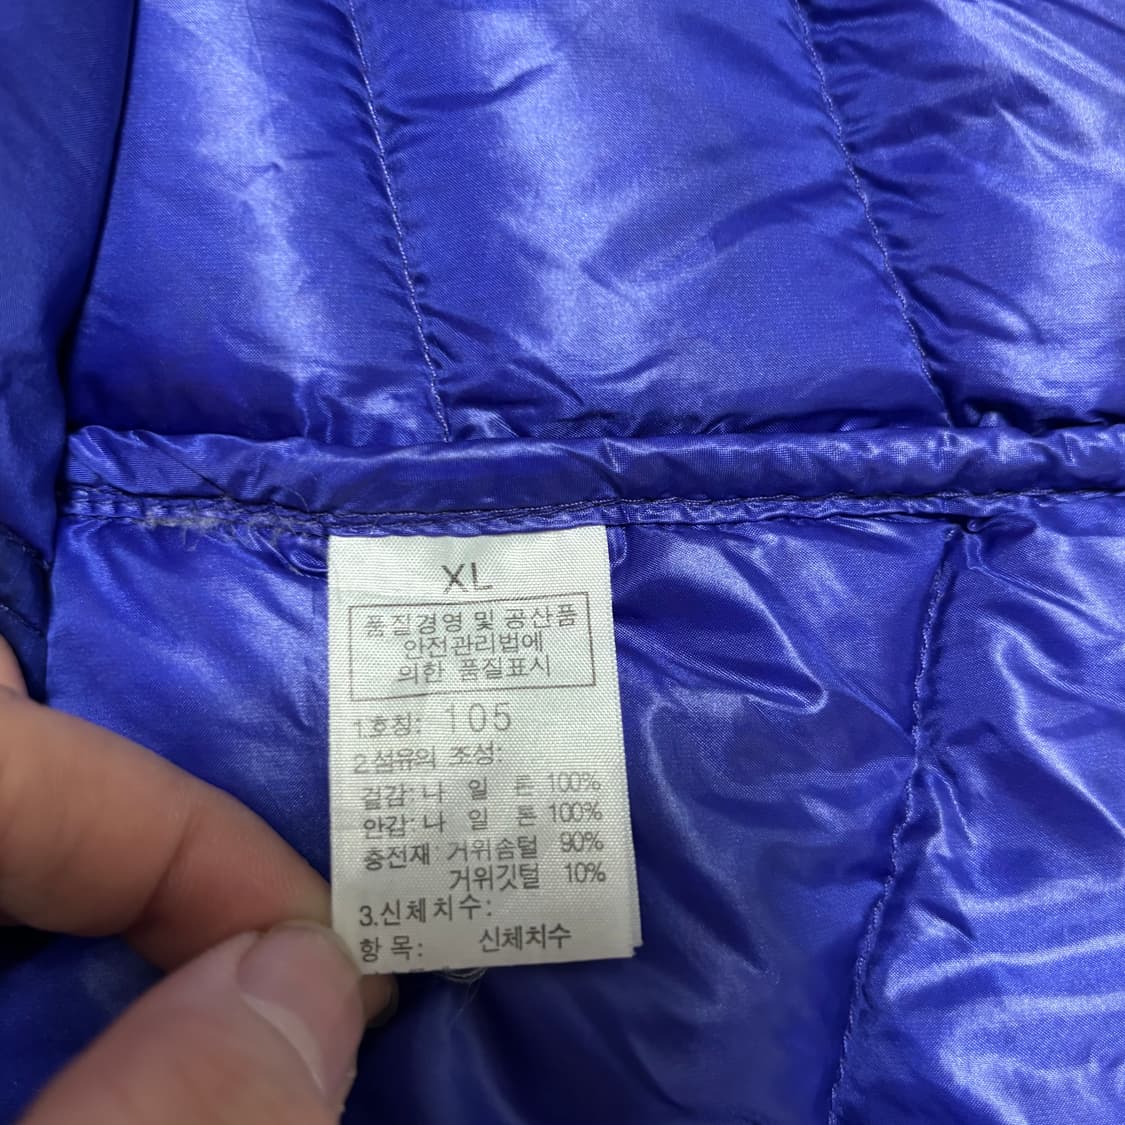 XL
품질경영 및 공산품
안전관리법에
의한 품질표시
1.호칭: 105
2.섬유의 조성:
겉감: 나 일 론 100%
안감: 나 일 론 100%
충전재 거위솜털 90%
거위깃털 10%
3.신체치수:
항 목: 신체치수